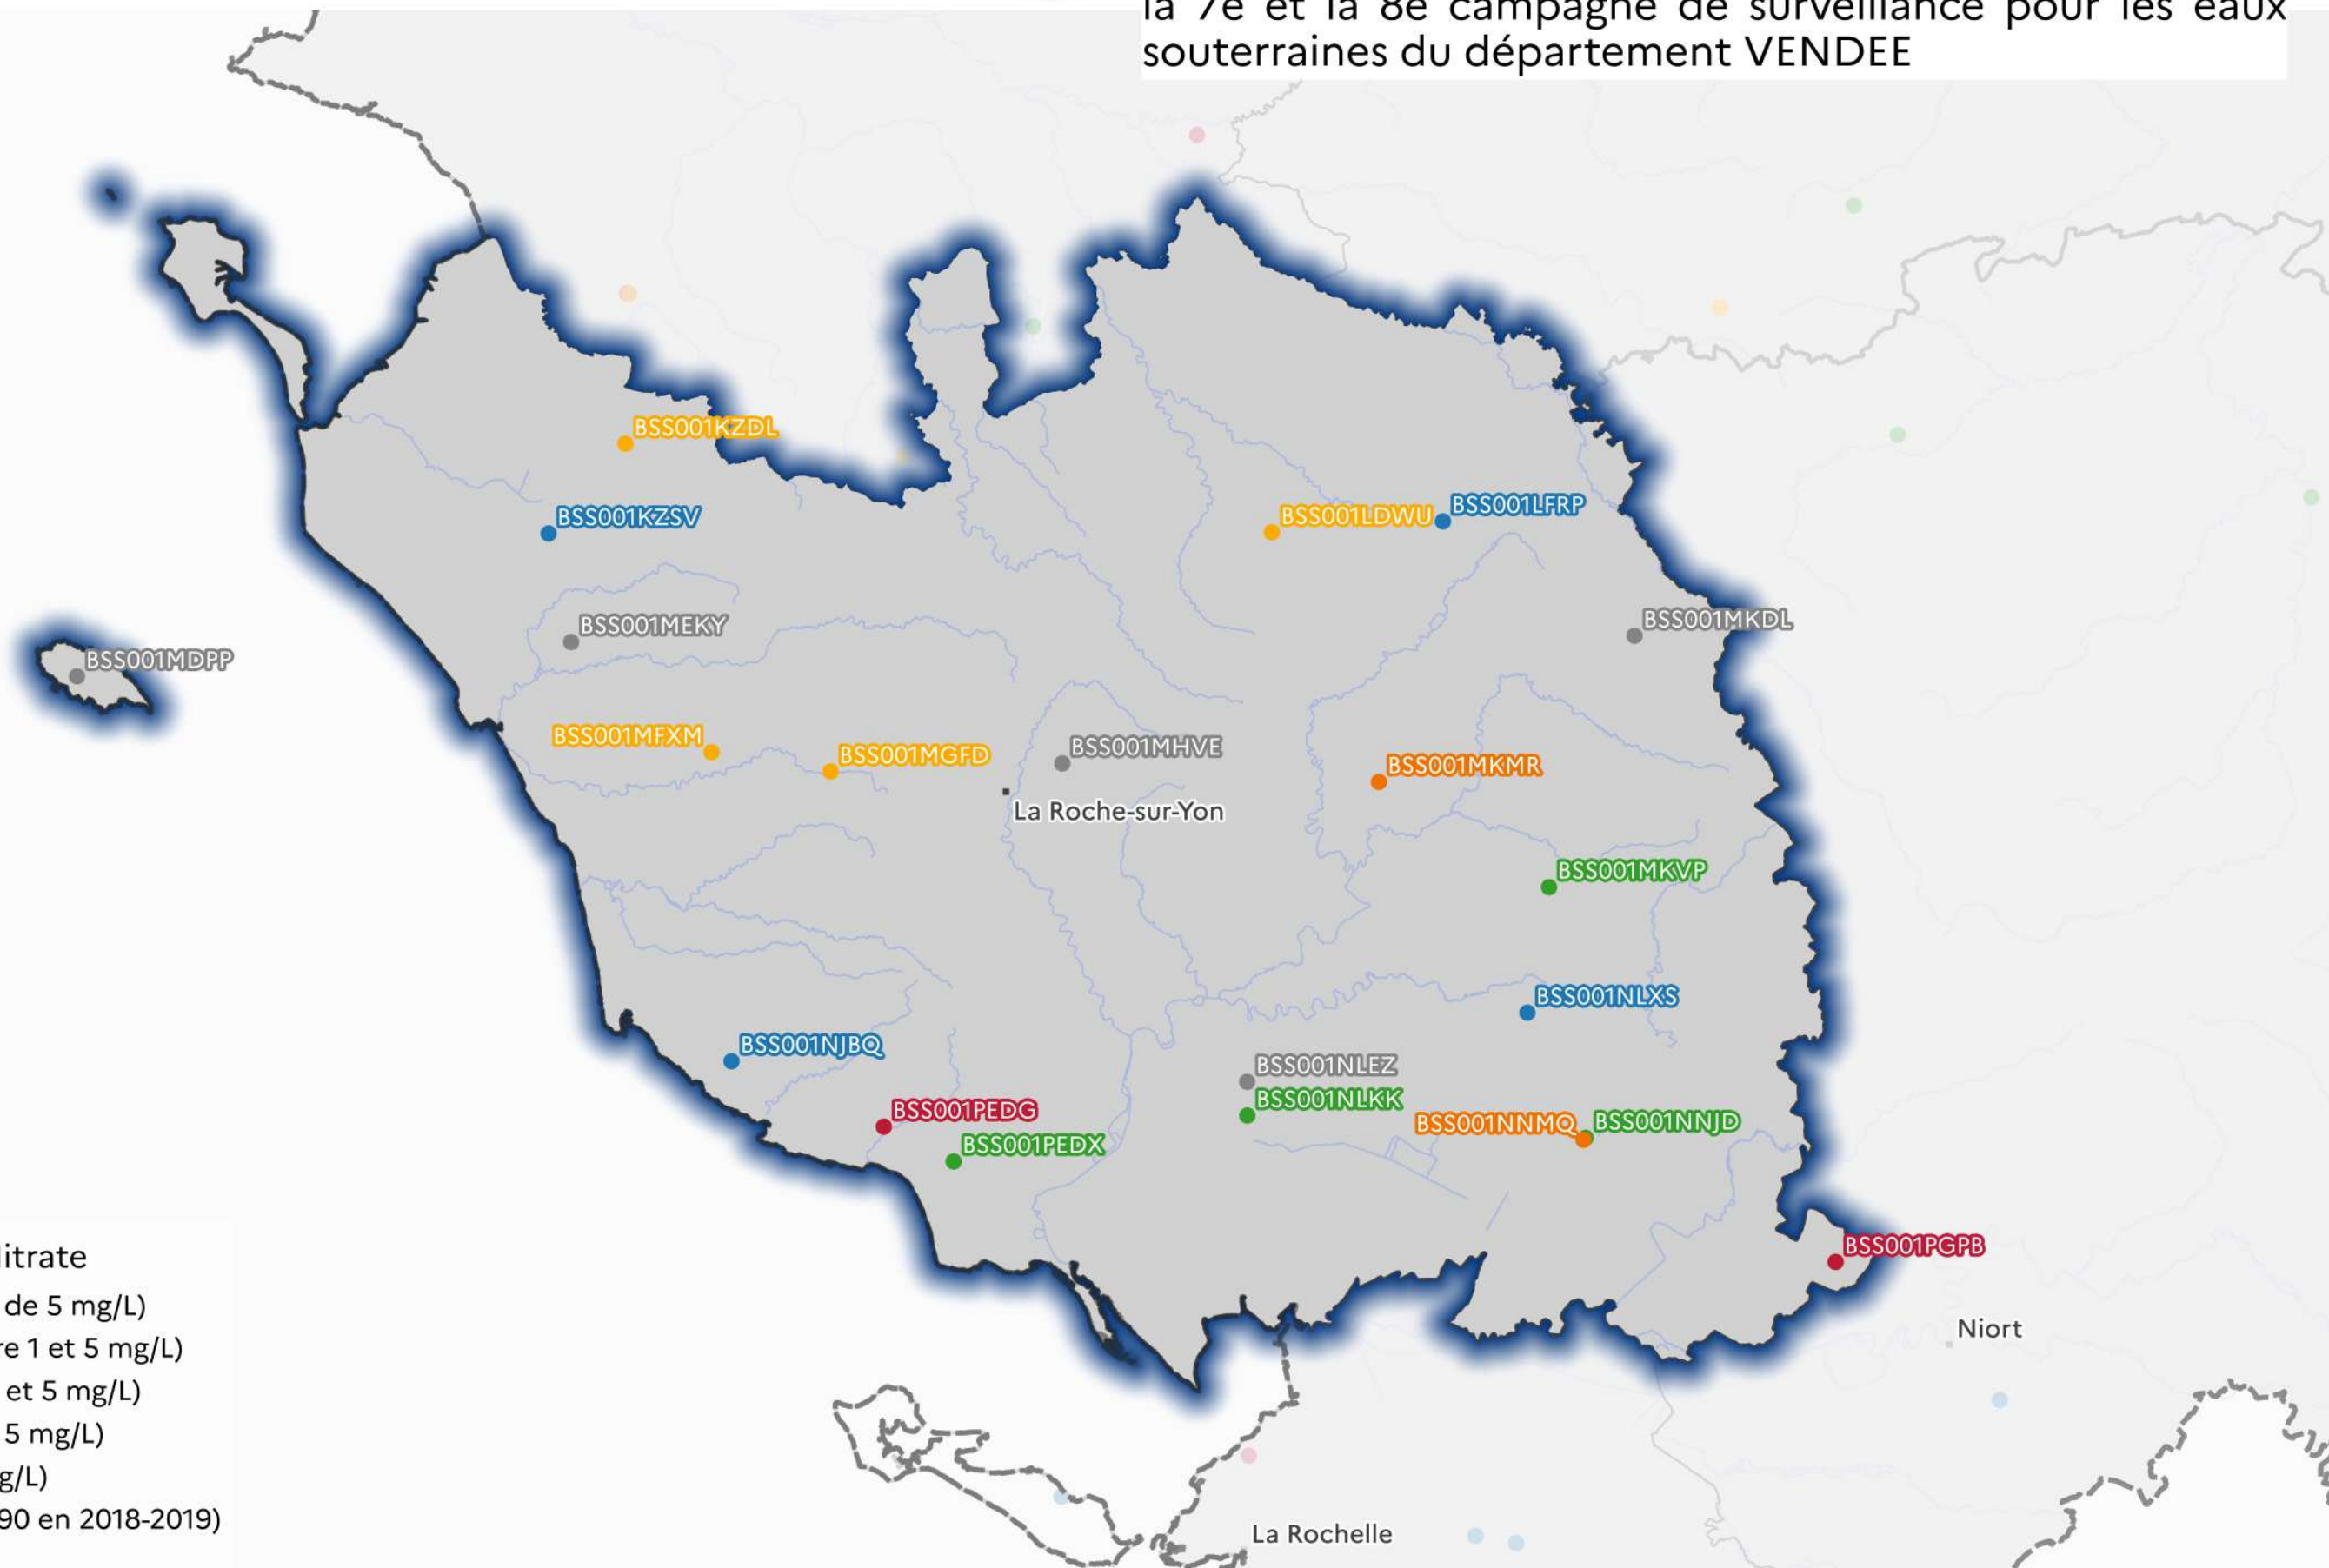 la 7e et la 8e campagne de surveillance pour les eaux
souterraines du département VENDEE
BSS001KZDL
BSS001KZSV
BSS001LDWU
BSS001LFRP
BSS001MEKY
BSS001MKDL
BSS001MDPP
BSS001MFXM
BSS001MGFD
BSS001MHVE
BSS001MKMR
La Roche-sur-Yon
BSS001MKVP
BSS001NLXS
BSS001NJBQ
BSS001NLEZ
BSS001NLKK
BSS001PEDG
BSS001NNMQ
BSS001NNJD
BSS001PEDX
BSS001PGPB
Niort
La Rochelle
itrate
de 5 mg/L)
re 1 et 5 mg/L)
et 5 mg/L)
5 mg/L)
g/L)
90 en 2018-2019)